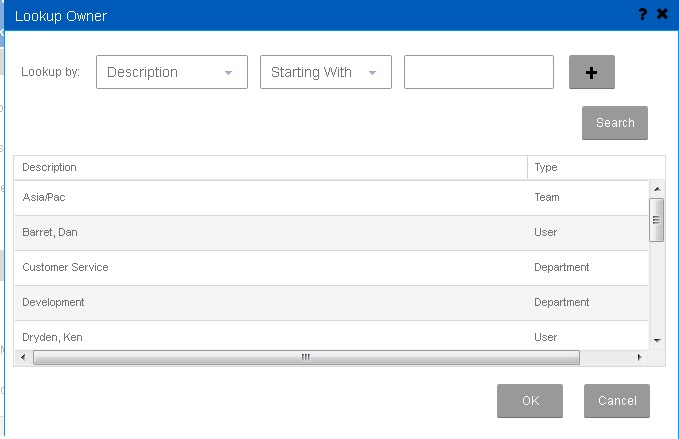 Lookup Owner ?
Lookup by: Description Starting With +
Search
Description Type
Asia/Pac Team
Barret, Dan User
Customer Service Department
Development Department
Dryden, Ken User
OK Cancel